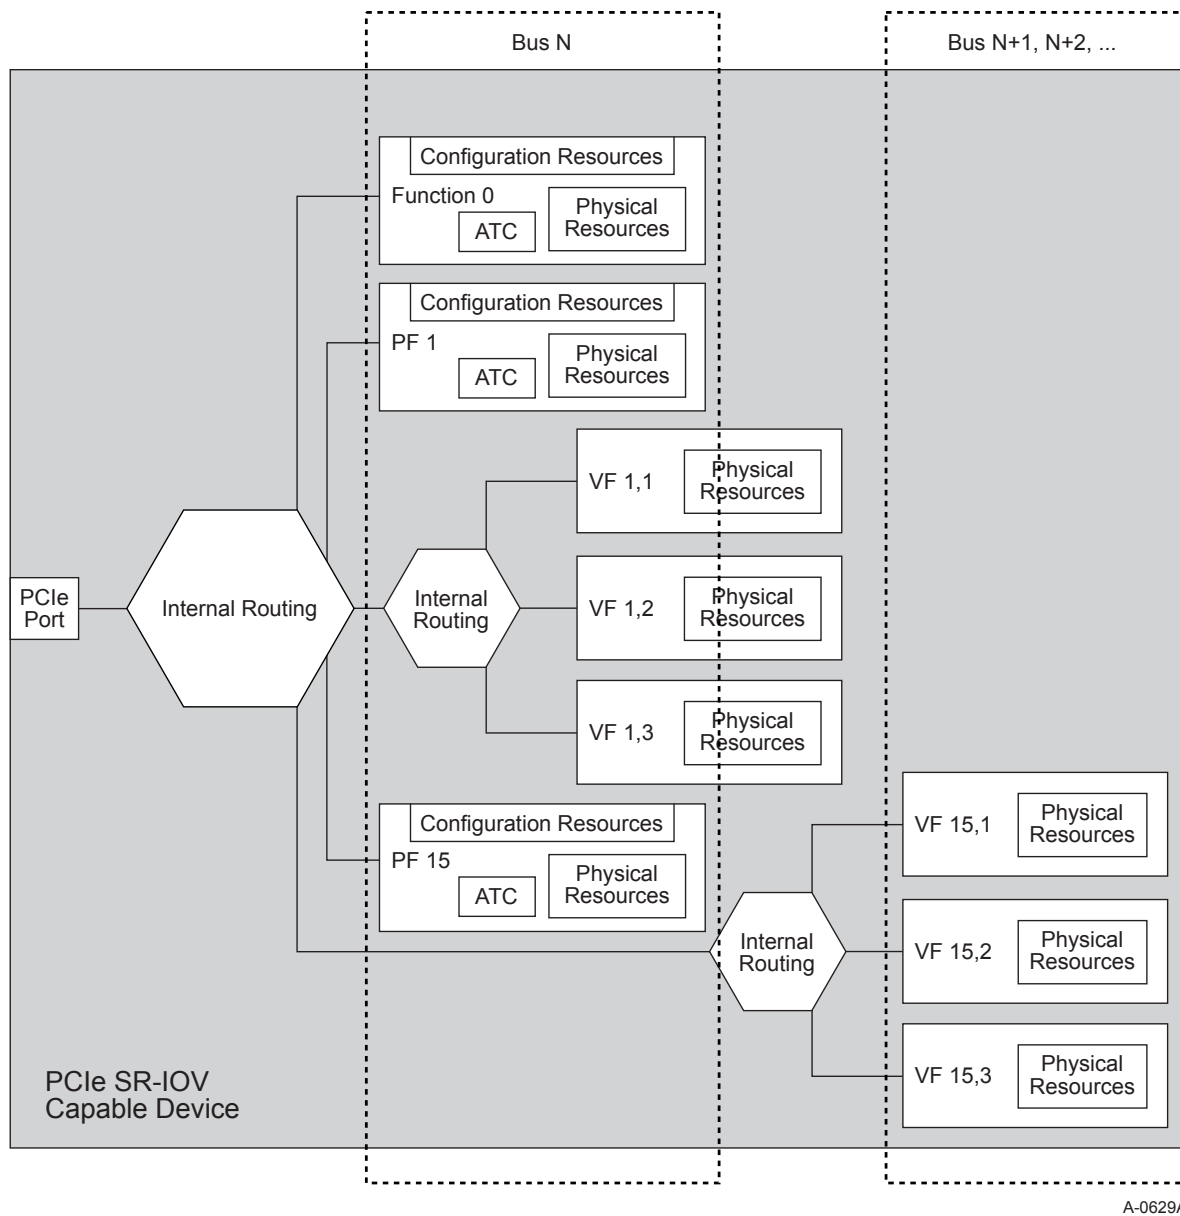 Bus N
Bus N+1, N+2, ...
Configuration Resources
Function 0
ATC
Physical
Resources
Configuration Resources
PF 1
ATC
Physical
Resources
VF 1,1
Physical
Resources
PCIe
Port
Internal Routing
Internal
Routing
VF 1,2
Physical
Resources
VF 1,3
Physical
Resources
Configuration Resources
PF 15
ATC
Physical
Resources
VF 15,1
Physical
Resources
Internal
Routing
VF 15,2
Physical
Resources
VF 15,3
Physical
Resources
PCIe SR-IOV
Capable Device
A-0629A